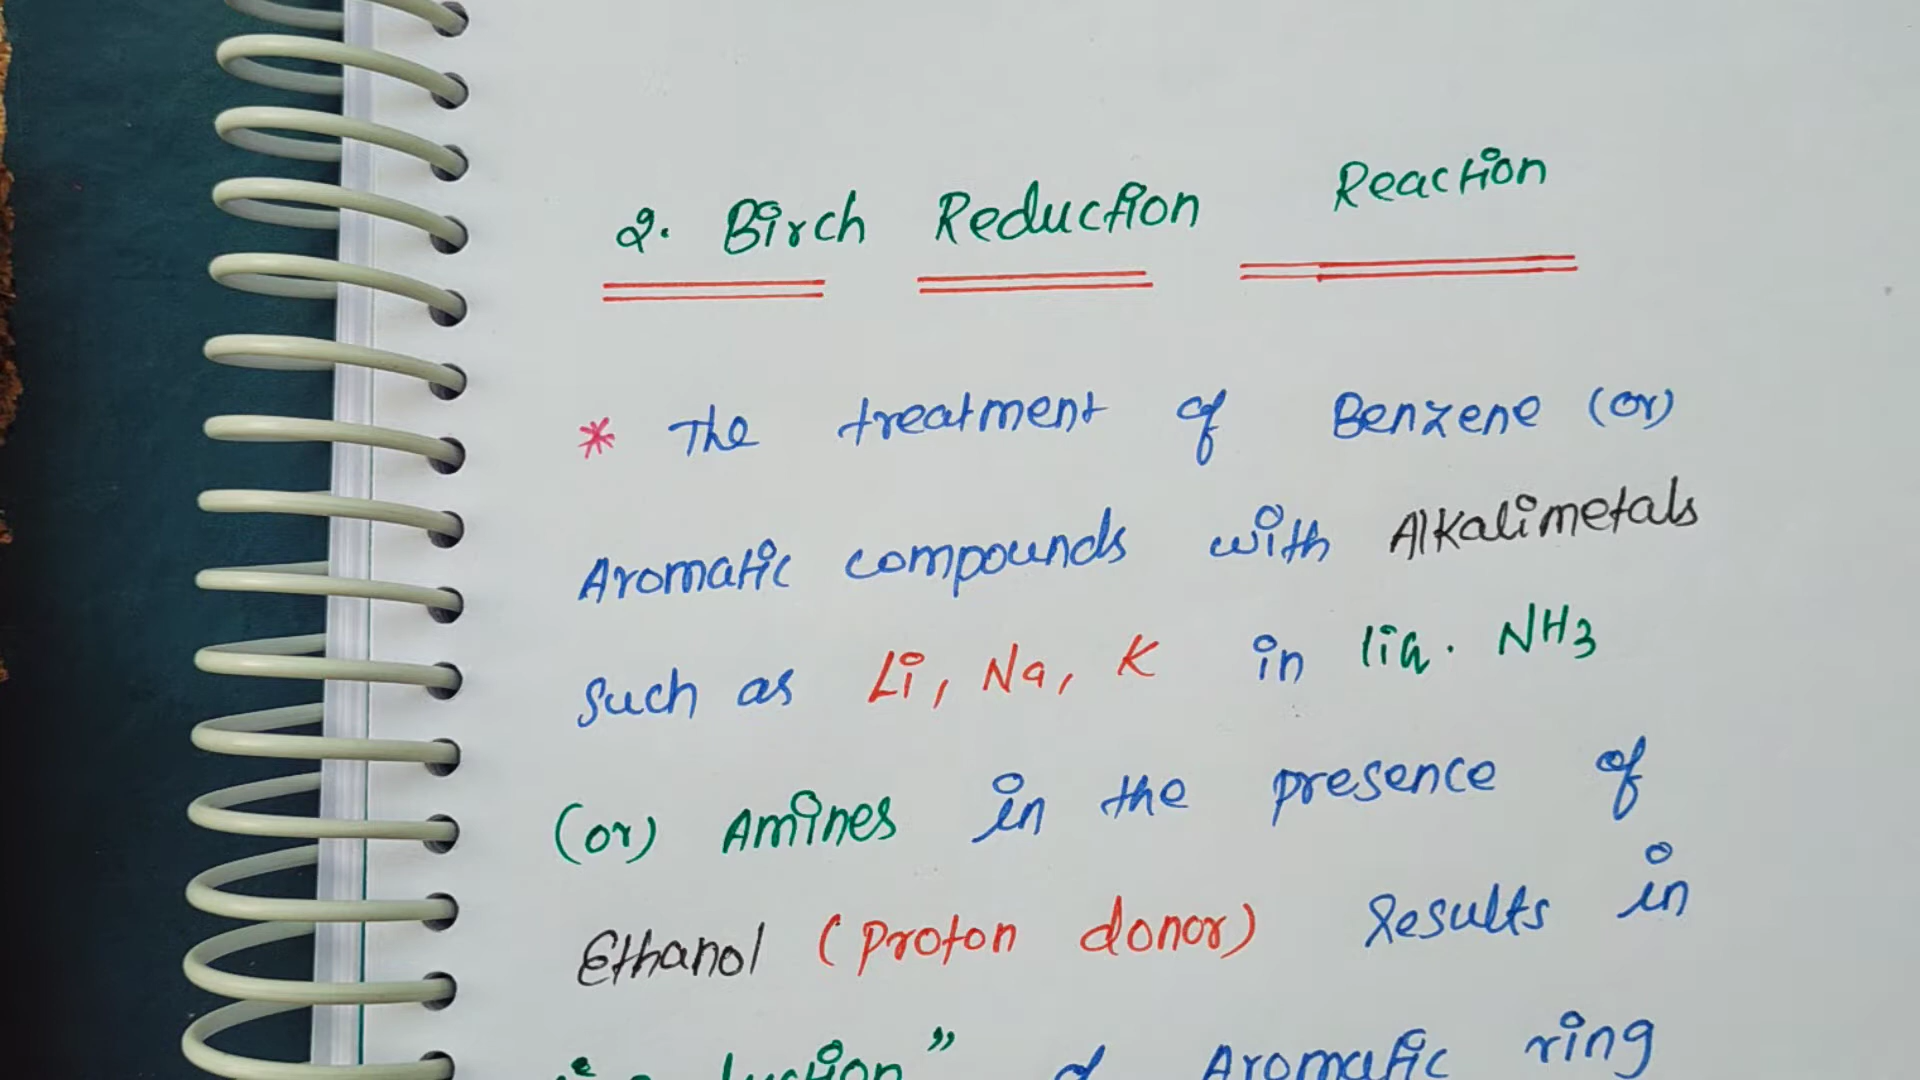 2. Birch Reduction Reaction
* The treatment of Benzene (or)
Aromatic compounds with Alkalimetals
such as Li, Na, K in liq. NH3
(or) Amines in the presence of
Ethanol (proton donor) Results in
" of Aromatic ring